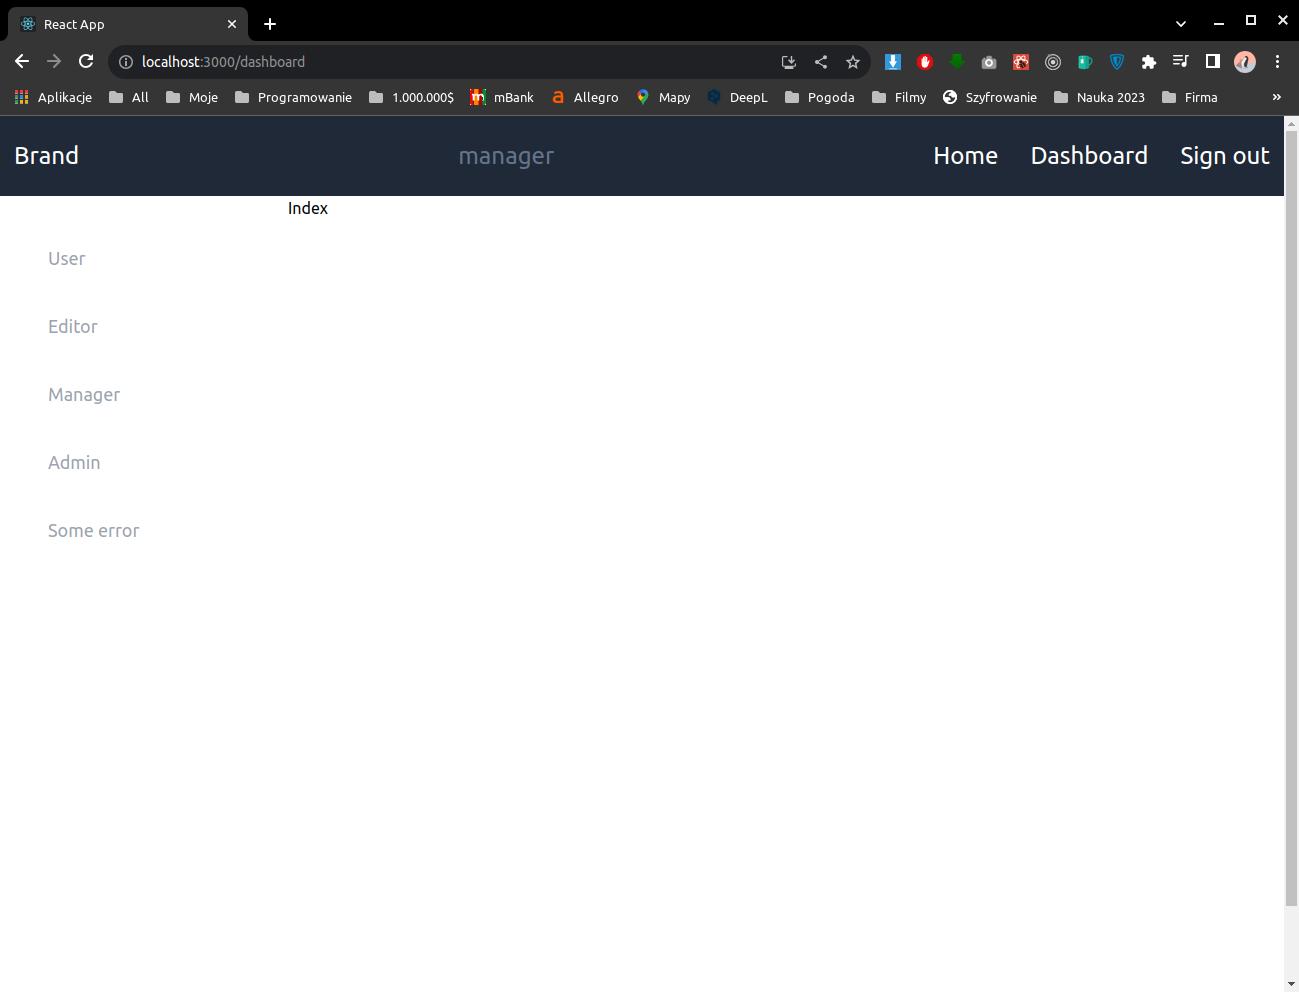 React App
localhost:3000/dashboard
Aplikacje All Moje Programowanie 1.000.000$ mBank Allegro Mapy DeepL Pogoda Filmy Szyfrowanie Nauka 2023 Firma »
Brand manager Home Dashboard Sign out
Index
User
Editor
Manager
Admin
Some error